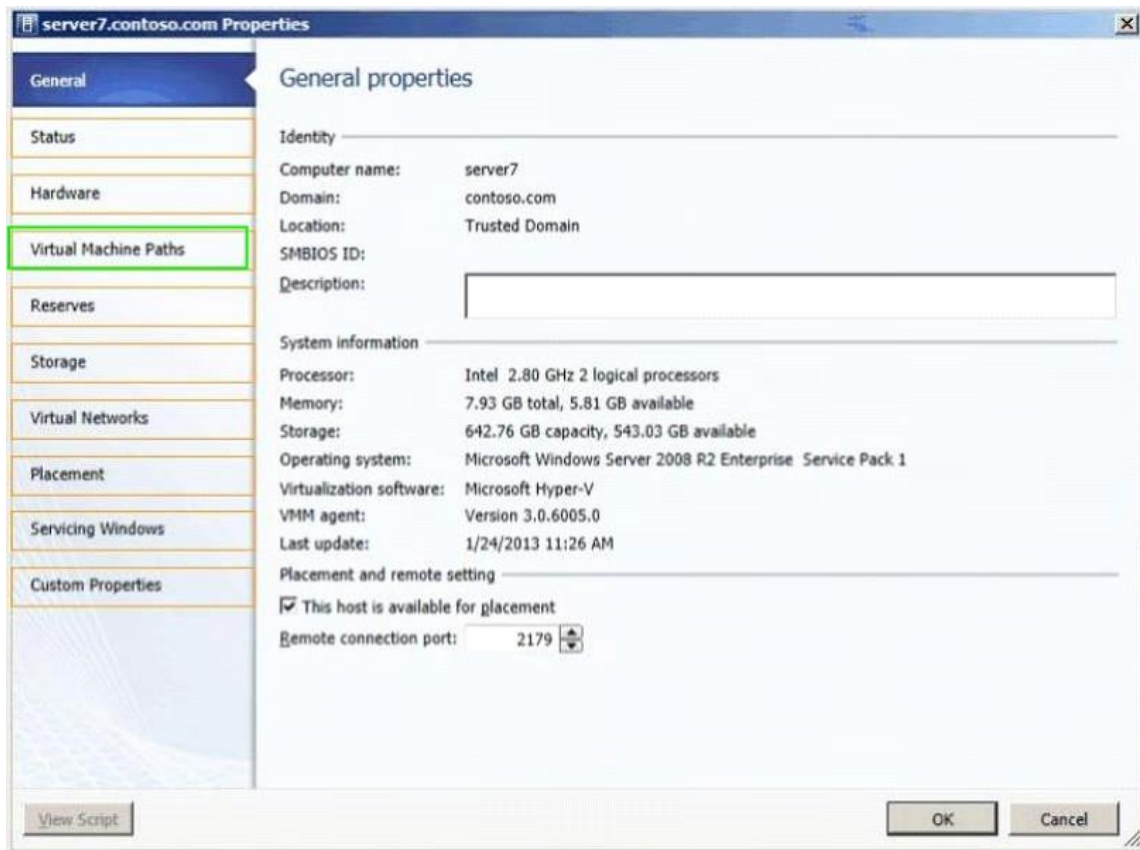 server7.contoso.com Properties
General
Status
Hardware
Virtual Machine Paths
Reserves
Storage
Virtual Networks
Placement
Servicing Windows
Custom Properties
General properties
Identity
Computer name: server7
Domain: contoso.com
Location: Trusted Domain
SMBIOS ID:
Description:
System information
Processor: Intel 2.80 GHz 2 logical processors
Memory: 7.93 GB total, 5.81 GB available
Storage: 642.76 GB capacity, 543.03 GB available
Operating system: Microsoft Windows Server 2008 R2 Enterprise Service Pack 1
Virtualization software: Microsoft Hyper-V
VMM agent: Version 3.0.6005.0
Last update: 1/24/2013 11:26 AM
Placement and remote setting
This host is available for placement
Remote connection port: 2179
View Script
OK
Cancel